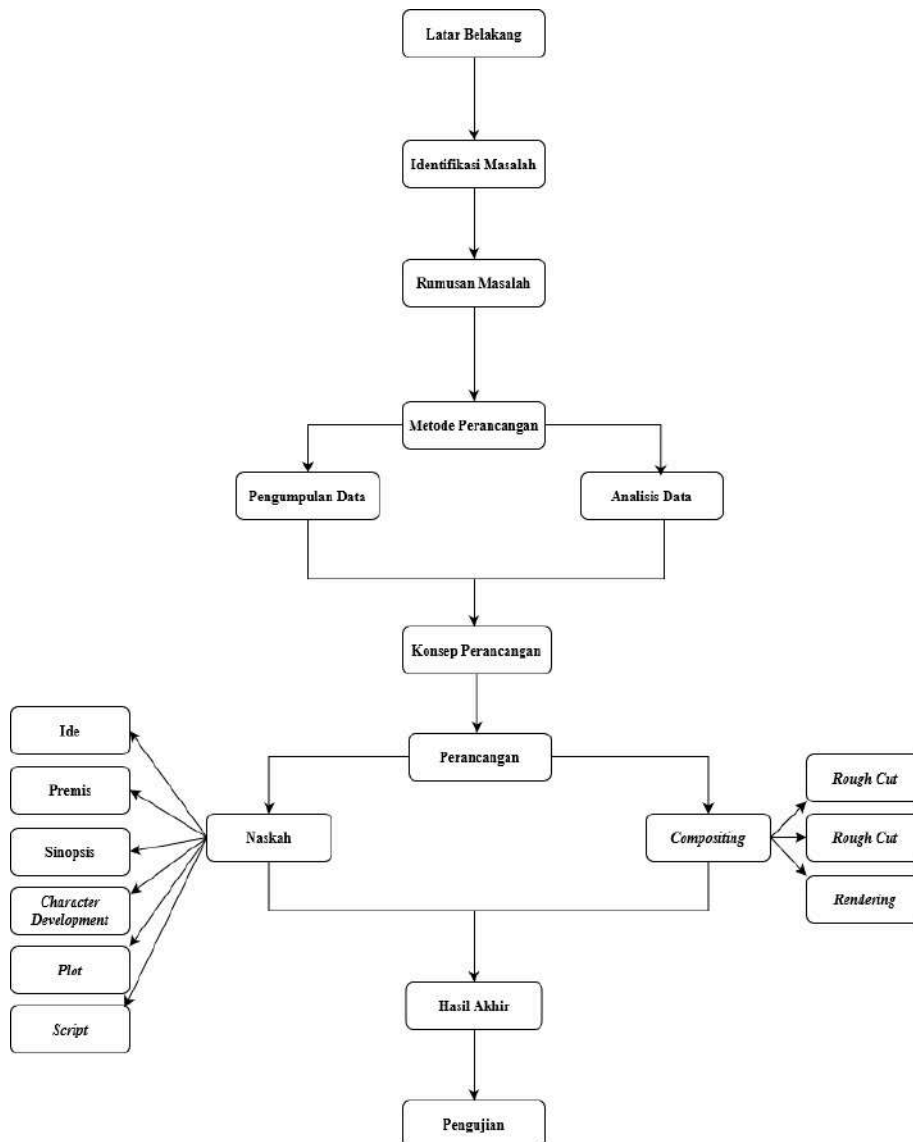 Latar Belakang
Identifikasi Masalah
Rumusan Masalah
Metode Perancangan
Pengumpulan Data
Analisis Data
Konsep Perancangan
Perancangan
Ide
Premis
Sinopsis
Character
Development
Plot
Script
Naskah
Compositing
Rough Cut
Rough Cut
Rendering
Hasil Akhir
Pengujian